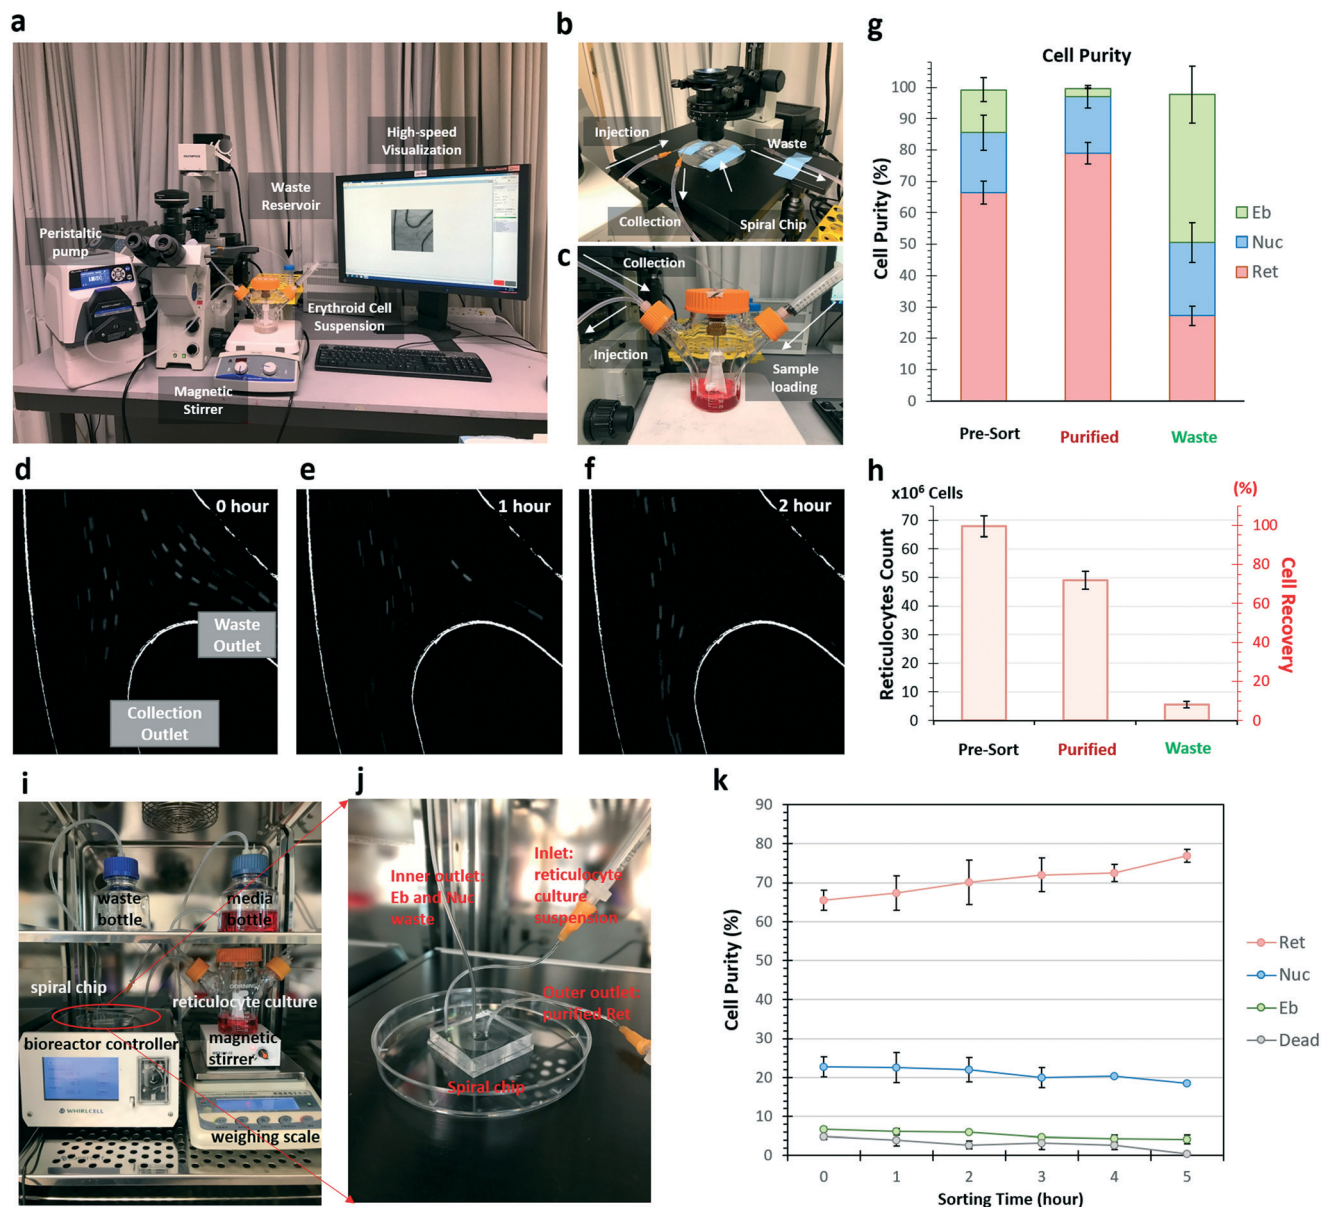 a
High-speed
Visualization
Waste
Reservoir
Peristaltic
pump
OLYMPUS
Erythroid Cell
Suspension
Magnetic
Stirrer
b
Injection
Waste
Collection
Spiral Chip
c
Collection
Injection
Sample
loading
d
0 hour
Waste
Outlet
Collection
Outlet
e
1 hour
f
2 hour
g
Cell Purity
Cell Purity (%)
100
90
80
70
60
50
40
30
20
10
0
Pre-Sort
Purified
Waste
Eb
Nuc
Ret
h
x10⁶ Cells
(%)
Reticulocytes Count
70
60
50
40
30
20
10
0
100
80
60
40
20
0
Cell Recovery
Pre-Sort
Purified
Waste
i
waste
bottle
media
bottle
spiral chip
CORNING
reticulocyte culture
bioreactor controller
magnetic
stirrer
WHIRLCELL
weighing scale
j
Inner outlet:
Eb and Nuc
waste
Inlet:
reticulocyte
culture
suspension
Outer outlet:
purified Ret
Spiral chip
k
Cell Purity (%)
90
80
70
60
50
40
30
20
10
0
0
1
2
3
4
5
Sorting Time (hour)
Ret
Nuc
Eb
Dead